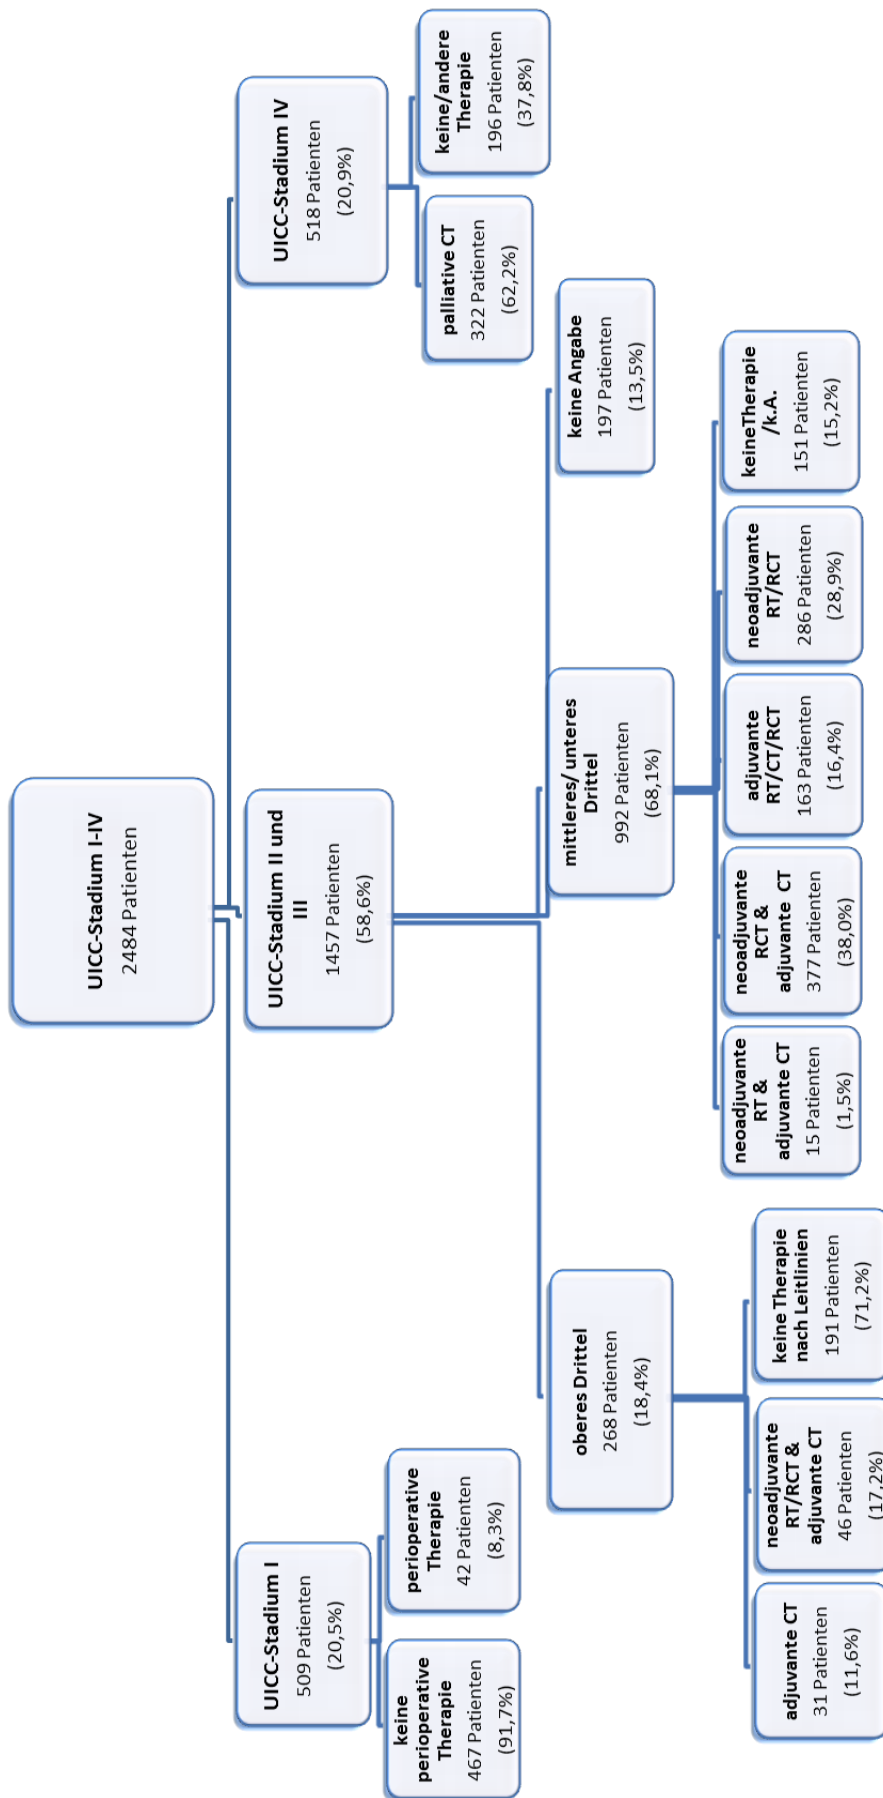 UICC-Stadium I-IV
2484 Patienten
UICC-Stadium I
509 Patienten
(20,5%)
UICC-Stadium II und
III
1457 Patienten
(58,6%)
UICC-Stadium IV
518 Patienten
(20,9%)
keine
perioperative
Therapie
467 Patienten
(91,7%)
perioperative
Therapie
42 Patienten
(8,3%)
palliative CT
322 Patienten
(62,2%)
keine/andere
Therapie
196 Patienten
(37,8%)
oberes Drittel
268 Patienten
(18,4%)
mittleres/ unteres
Drittel
992 Patienten
(68,1%)
keine Angabe
197 Patienten
(13,5%)
adjuvante CT
31 Patienten
(11,6%)
neoadjuvante
RT/RCT &
adjuvante CT
46 Patienten
(17,2%)
keine Therapie
nach Leitlinien
191 Patienten
(71,2%)
neoadjuvante
RT &
adjuvante CT
15 Patienten
(1,5%)
neoadjuvante
RCT &
adjuvante CT
377 Patienten
(38,0%)
adjuvante
RT/CT/RCT
163 Patienten
(16,4%)
neoadjuvante
RT/RCT
286 Patienten
(28,9%)
keineTherapie
/k.A.
151 Patienten
(15,2%)